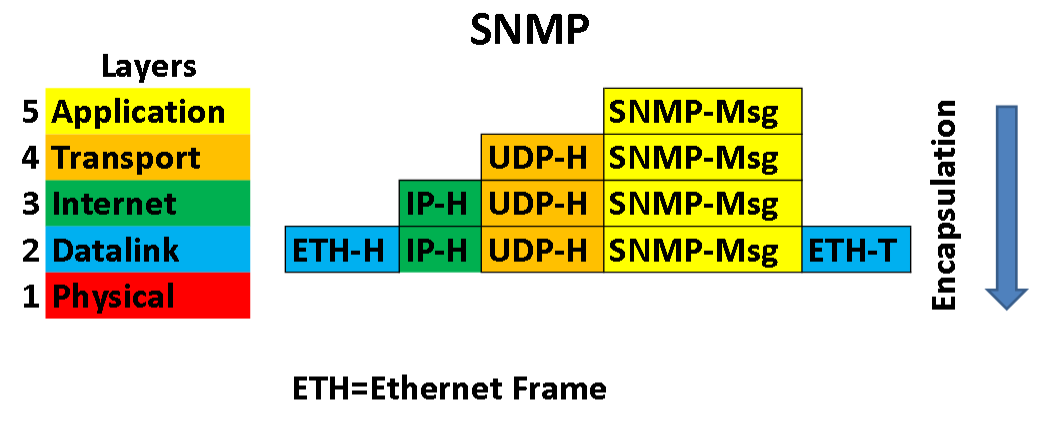 SNMP
Layers
5 Application SNMP-Msg
4 Transport UDP-H SNMP-Msg
3 Internet IP-H UDP-H SNMP-Msg
2 Datalink ETH-H IP-H UDP-H SNMP-Msg ETH-T
1 Physical
Encapsulation
ETH=Ethernet Frame